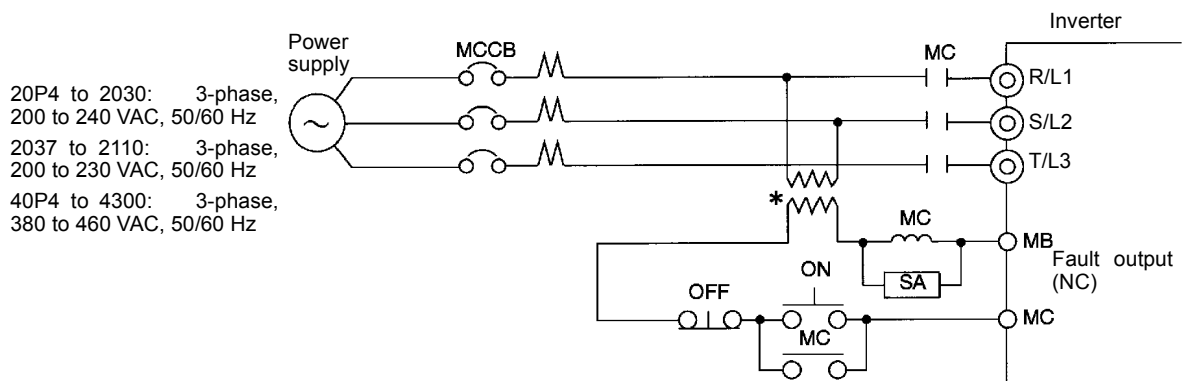 Inverter
Power
supply
MCCB
MC
R/L1
20P4 to 2030: 3-phase,
200 to 240 VAC, 50/60 Hz
~
S/L2
2037 to 2110: 3-phase,
200 to 230 VAC, 50/60 Hz
T/L3
40P4 to 4300: 3-phase,
380 to 460 VAC, 50/60 Hz
*
MC
MB
Fault output
(NC)
ON
SA
OFF
MC
MC